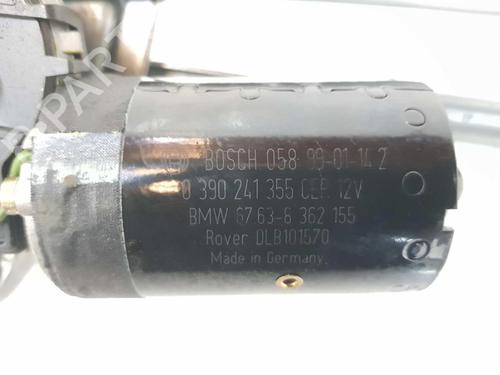 BOSCH 058 99-01-14 2
0 390 241 355 CEP 12V
BMW 67 63-8 362 155
Rover DLB101570
Made in Germany